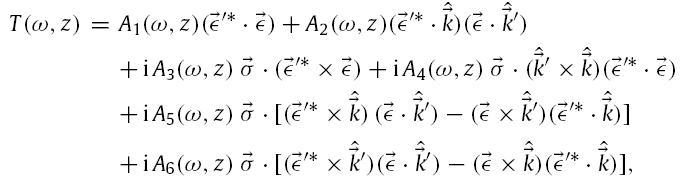 T(ω, z) = A₁(ω, z)(ϵ⃗′* · ϵ⃗) + A₂(ω, z)(ϵ⃗′* · k⃗̂)(ϵ⃗ · k⃗̂′)
+ i A₃(ω, z) σ⃗ · (ϵ⃗′* × ϵ⃗) + i A₄(ω, z) σ⃗ · (k⃗̂′ × k⃗̂)(ϵ⃗′* · ϵ⃗)
+ i A₅(ω, z) σ⃗ · [(ϵ⃗′* × k⃗̂) (ϵ⃗ · k⃗̂′) − (ϵ⃗ × k⃗̂′)(ϵ⃗′* · k⃗̂)]
+ i A₆(ω, z) σ⃗ · [(ϵ⃗′* × k⃗̂′)(ϵ⃗ · k⃗̂′) − (ϵ⃗ × k⃗̂)(ϵ⃗′* · k⃗̂)],